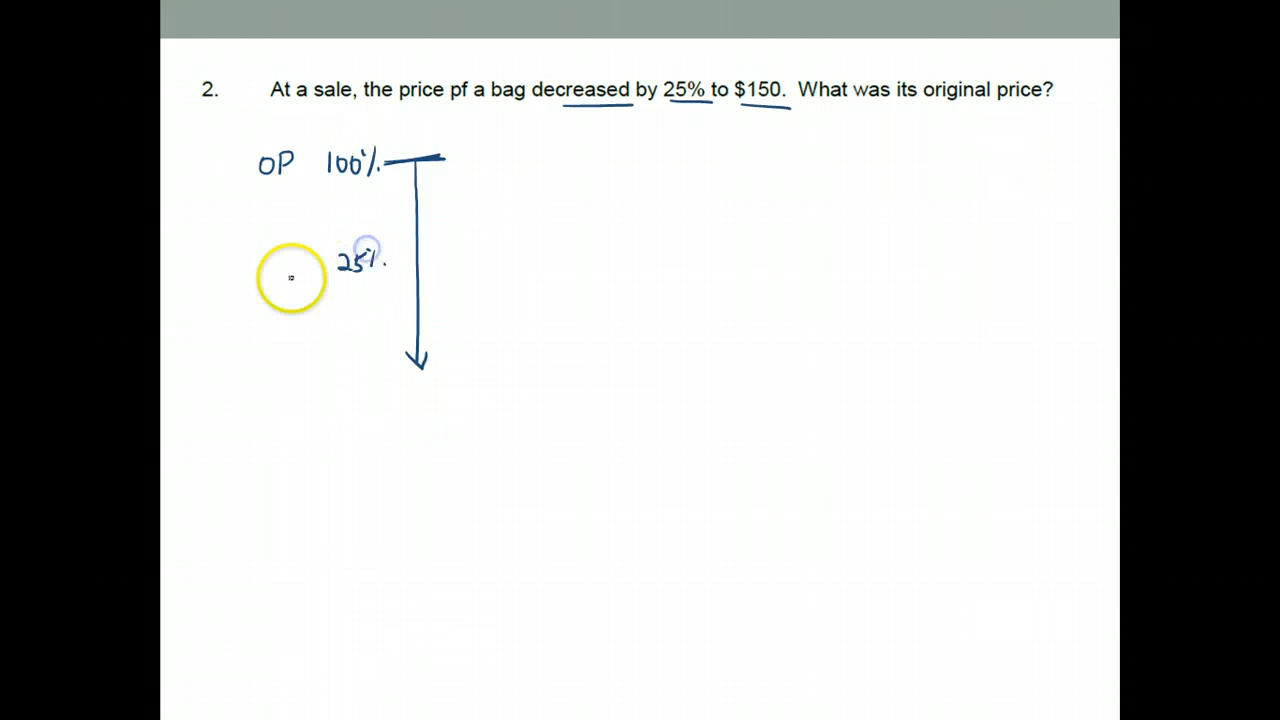 2. At a sale, the price pf a bag decreased by 25% to $150. What was its original price?
OP 100%
25%